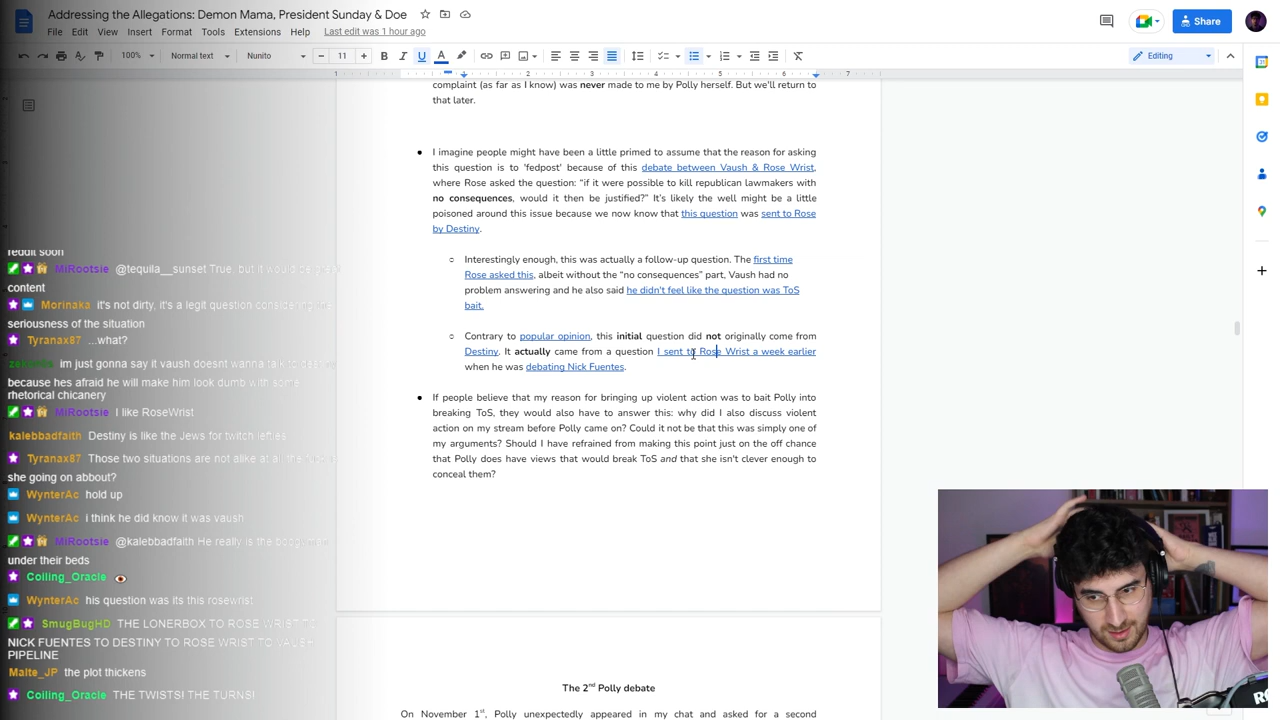 Addressing the Allegations: Demon Mama, President Sunday & Doe
File Edit View Insert Format Tools Extensions Help Last edit was 1 hour ago
Share
100% Normal text Nunito 11 Editing
1 1 2 3 4 5 6 7
complaint (as far as I know) was never made to me by Polly herself. But we'll return to
that later.
I imagine people might have been a little primed to assume that the reason for asking
this question is to 'fedpost' because of this debate between Vaush & Rose Wrist,
where Rose asked the question: “if it were possible to kill republican lawmakers with
no consequences, would it then be justified?” It’s likely the well might be a little
poisoned around this issue because we now know that this question was sent to Rose
by Destiny.
Interestingly enough, this was actually a follow-up question. The first time
Rose asked this, albeit without the “no consequences” part, Vaush had no
problem answering and he also said he didn't feel like the question was ToS
bait.
Contrary to popular opinion, this initial question did not originally come from
Destiny. It actually came from a question I sent to Rose Wrist a week earlier
when he was debating Nick Fuentes.
If people believe that my reason for bringing up violent action was to bait Polly into
breaking ToS, they would also have to answer this: why did I also discuss violent
action on my stream before Polly came on? Could it not be that this was simply one of
my arguments? Should I have refrained from making this point just on the off chance
that Polly does have views that would break ToS and that she isn't clever enough to
conceal them?
The 2nd Polly debate
On November 1st, Polly unexpectedly appeared in my chat and asked for a second
reddit soon
MiRootsie @tequila__sunset True, but it would be
content
Morinaka it's not dirty, it's a legit question considering
seriousness of the situation
Tyranax87 ...what?
im just gonna say it vaush doesnt wanna talk to
because hes afraid he will make him look dumb with some
rhetorical chicanery
MiRootsie I like RoseWrist
kalebbadfaith Destiny is like the Jews for twitch lefties
Tyranax87 Those two situations are not alike at all, the
she going on abbout?
WynterAc hold up
WynterAc i think he did know it was vaush
MiRootsie @kalebbadfaith He really is the boogyman
under their beds
Coiling_Oracle
WynterAc his question was its this rosewrist
SmugBugHD THE LONERBOX TO ROSE WRIST TO
NICK FUENTES TO DESTINY TO ROSE WRIST TO VAUSH
PIPELINE
Malte_JP the plot thickens
Coiling_Oracle THE TWISTS! THE TURNS!